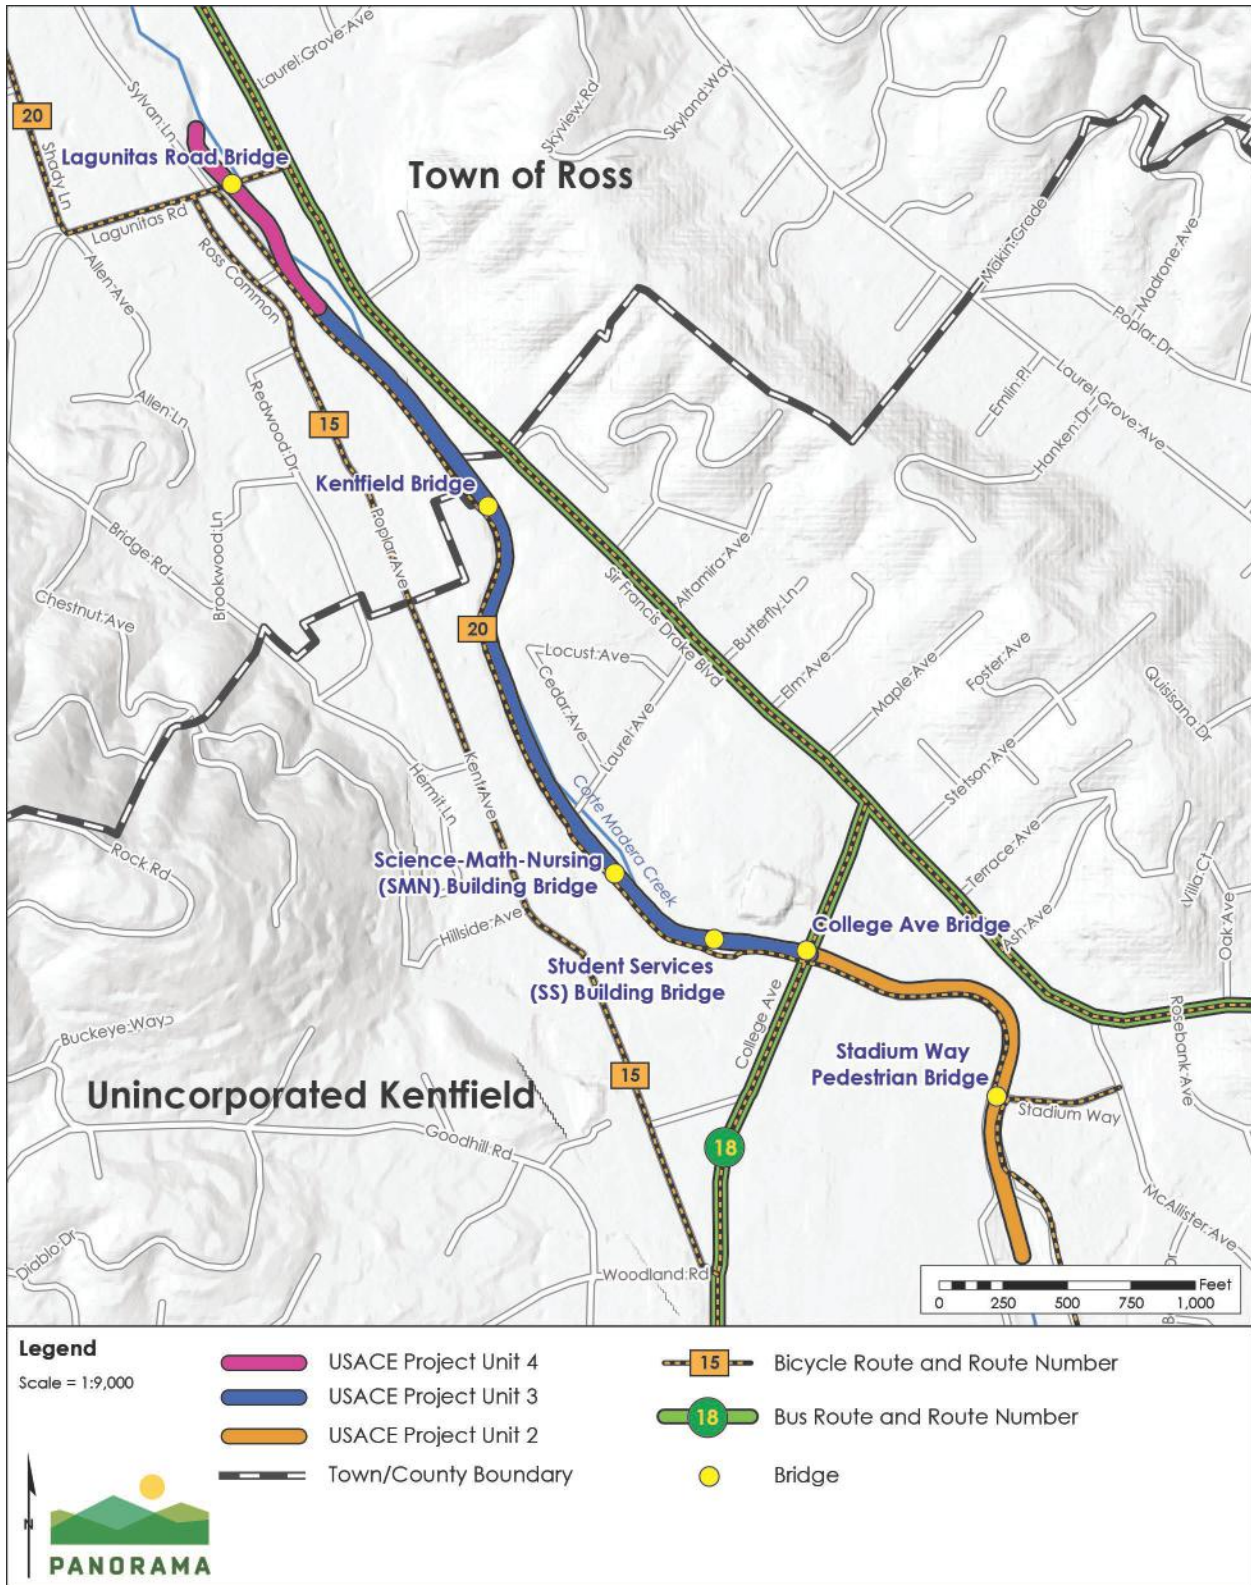 Laurel Grove Ave
Sylvan Ln
Skyview Rd
Skyland Way
20
Shady Ln
Lagunitas Road Bridge
Town of Ross
Lagunitas Rd
Allen Ave
Ross Common
Makin Grade
Madrone Ave
Poplar Dr
Emlin Pl
Laurel Grove Ave
Allen Ln
Redwood Dr
15
Hanken Dr
Kentfield Bridge
Bridge Rd
Brookwood Ln
Poplar Ave
Chestnut Ave
Sir Francis Drake Blvd
Altamira Ave
Butterfly Ln
20
Locust Ave
Cedar Ave
Laurel Ave
Elm Ave
Maple Ave
Foster Ave
Quisisana Dr
Hermit Ln
Kent Ave
Corte Madera Creek
Stetson Ave
Rock Rd
Science-Math-Nursing
(SMN) Building Bridge
Terrace Ave
Villa Ct
Hillside Ave
College Ave Bridge
Ash Ave
Oak Ave
Student Services
(SS) Building Bridge
College Ave
Buckeye Way
Rosebank Ave
Stadium Way
Pedestrian Bridge
15
Unincorporated Kentfield
Stadium Way
Goodhill Rd
18
McAllister Ave
Diablo Dr
Woodland Rd
Feet
0 250 500 750 1,000
Legend
Scale = 1:9,000
USACE Project Unit 4
USACE Project Unit 3
USACE Project Unit 2
Town/County Boundary
15 Bicycle Route and Route Number
18 Bus Route and Route Number
Bridge
N
PANORAMA